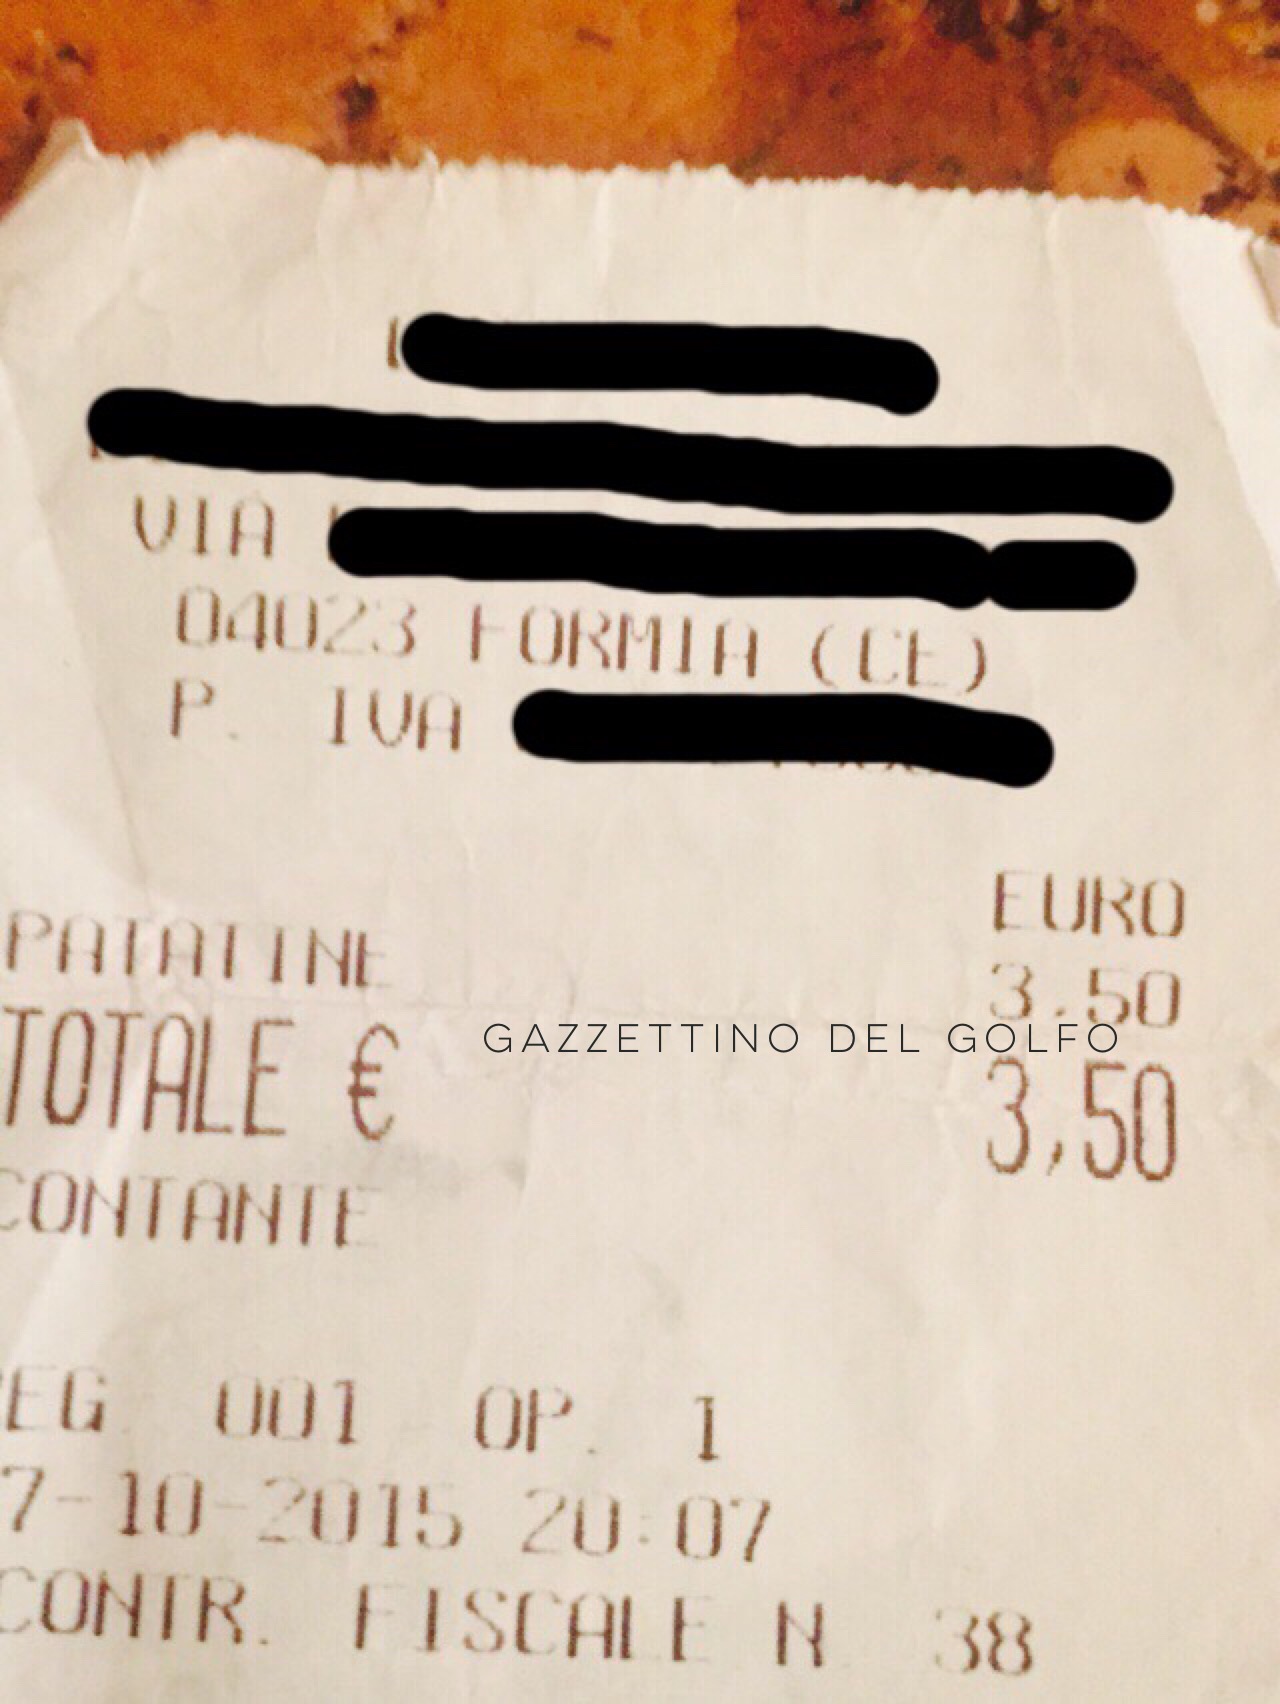 VIA
04023 FORMIA (CE)
P. IVA
EURO
PATATINE 3.50
GAZZETTINO DEL GOLFO
TOTALE € 3,50
CONTANTE
EG 001 OP. 1
7-10-2015 20:07
CONTR. FISCALE N 38